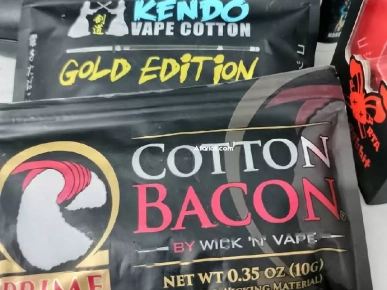 KENDO
VAPE COTTON
GOLD EDITION
COTTON
BACON®
BY WICK 'N' VAPE
PRIME
NET WT 0.35 OZ (10G)